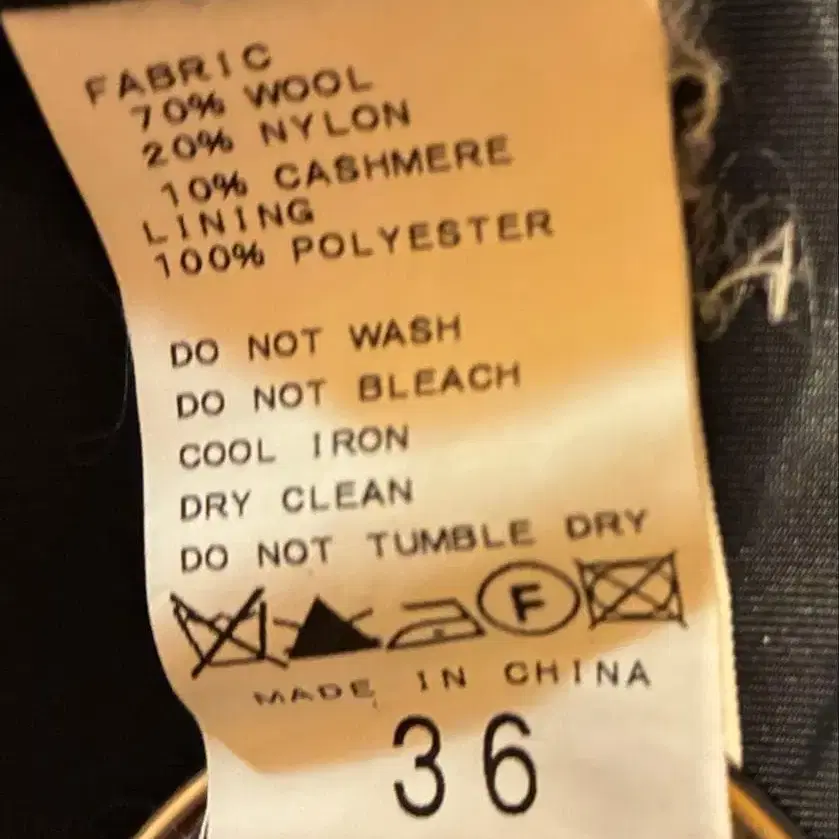 FABRIC
70% WOOL
20% NYLON
10% CASHMERE
LINING
100% POLYESTER
DO NOT WASH
DO NOT BLEACH
COOL IRON
DRY CLEAN
DO NOT TUMBLE DRY
F
MADE IN CHINA
36